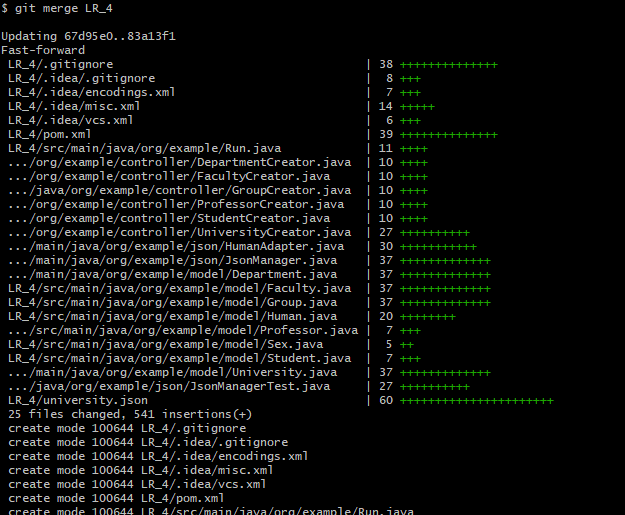 $ git merge LR_4
Updating 67d95e0..83a13f1
Fast-forward
LR_4/.gitignore | 38 ++++++++++++++
LR_4/.idea/.gitignore | 8 +++
LR_4/.idea/encodings.xml | 7 +++
LR_4/.idea/misc.xml | 14 +++++
LR_4/.idea/vcs.xml | 6 +++
LR_4/pom.xml | 39 ++++++++++++++
LR_4/src/main/java/org/example/Run.java | 11 ++++
.../org/example/controller/DepartmentCreator.java | 10 ++++
.../org/example/controller/FacultyCreator.java | 10 ++++
.../java/org/example/controller/GroupCreator.java | 10 ++++
.../org/example/controller/ProfessorCreator.java | 10 ++++
.../org/example/controller/StudentCreator.java | 10 ++++
.../org/example/controller/UniversityCreator.java | 27 ++++++++++
.../main/java/org/example/json/HumanAdapter.java | 30 +++++++++++
.../main/java/org/example/json/JsonManager.java | 37 +++++++++++++
.../main/java/org/example/model/Department.java | 37 +++++++++++++
LR_4/src/main/java/org/example/model/Faculty.java | 37 +++++++++++++
LR_4/src/main/java/org/example/model/Group.java | 37 +++++++++++++
LR_4/src/main/java/org/example/model/Human.java | 20 ++++++++
.../src/main/java/org/example/model/Professor.java | 7 +++
LR_4/src/main/java/org/example/model/Sex.java | 5 ++
LR_4/src/main/java/org/example/model/Student.java | 7 +++
.../main/java/org/example/model/University.java | 37 +++++++++++++
.../java/org/example/json/JsonManagerTest.java | 27 ++++++++++
LR_4/university.json | 60 ++++++++++++++++++++++
25 files changed, 541 insertions(+)
create mode 100644 LR_4/.gitignore
create mode 100644 LR_4/.idea/.gitignore
create mode 100644 LR_4/.idea/encodings.xml
create mode 100644 LR_4/.idea/misc.xml
create mode 100644 LR_4/.idea/vcs.xml
create mode 100644 LR_4/pom.xml
create mode 100644 LR_4/src/main/java/org/example/Run.java